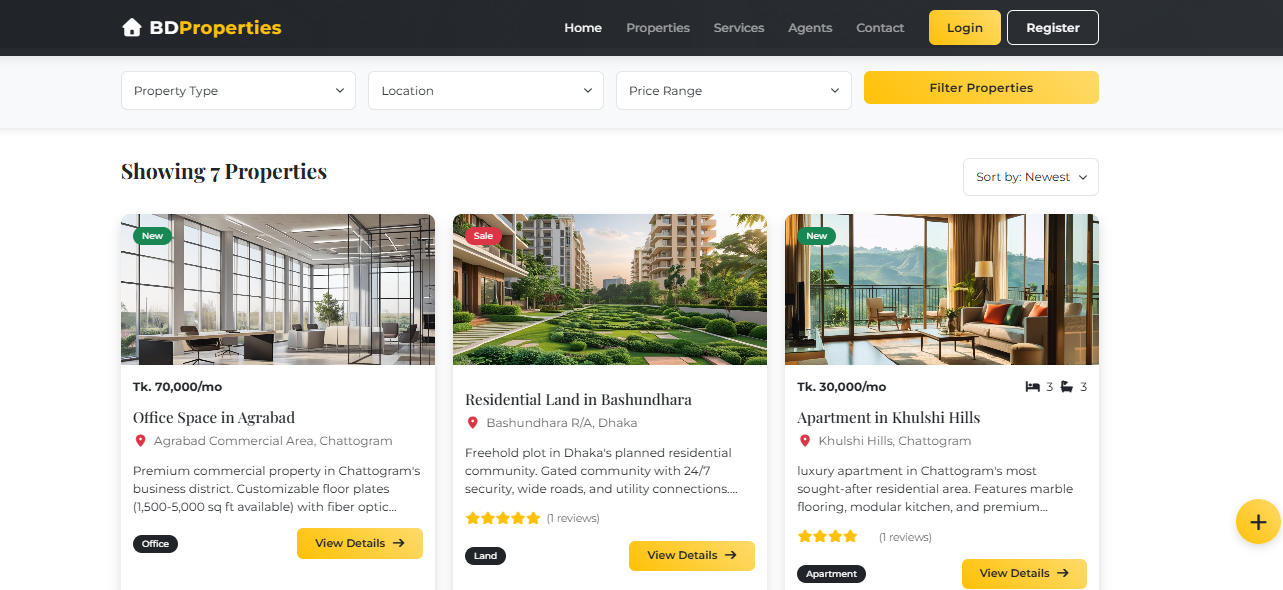 BDProperties
Home Properties Services Agents Contact Login Register
Property Type Location Price Range Filter Properties
Showing 7 Properties
Sort by: Newest
New
Tk. 70,000/mo
Office Space in Agrabad
Agrabad Commercial Area, Chattogram
Premium commercial property in Chattogram's
business district. Customizable floor plates
(1,500-5,000 sq ft available) with fiber optic...
Office
View Details
Sale
Residential Land in Bashundhara
Bashundhara R/A, Dhaka
Freehold plot in Dhaka's planned residential
community. Gated community with 24/7
security, wide roads, and utility connections....
(1 reviews)
Land
View Details
New
Tk. 30,000/mo 3 3
Apartment in Khulshi Hills
Khulshi Hills, Chattogram
luxury apartment in Chattogram's most
sought-after residential area. Features marble
flooring, modular kitchen, and premium...
(1 reviews)
Apartment
View Details
+